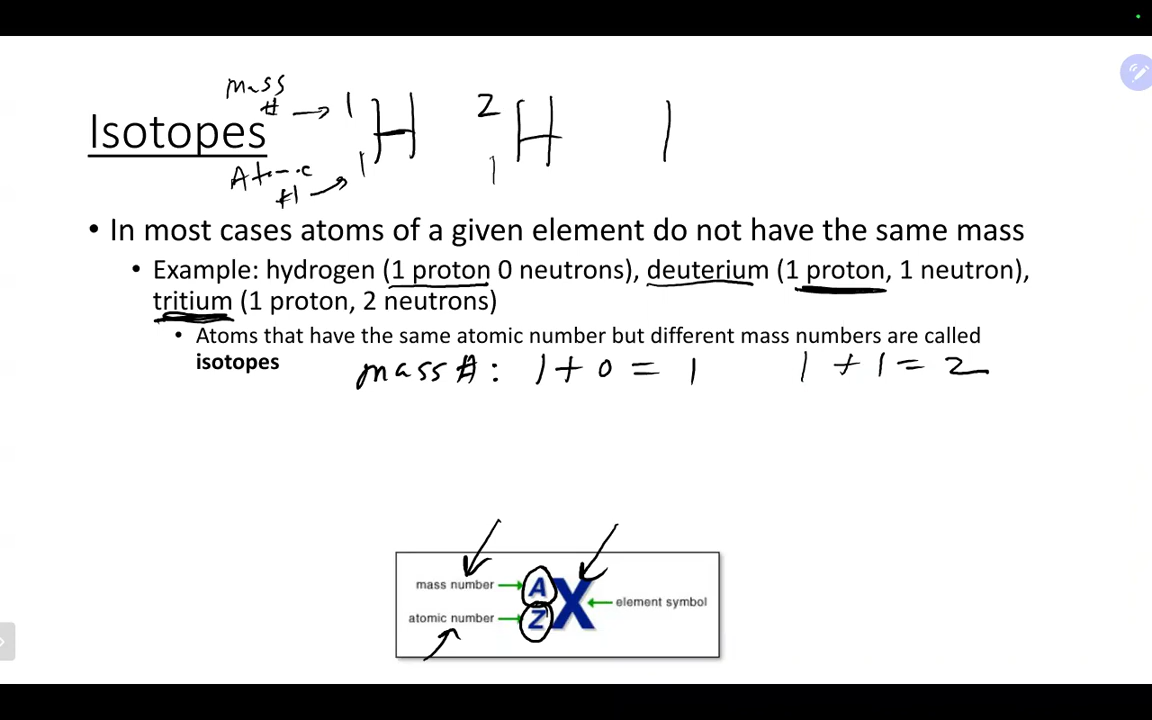 mass
# → 1 H 2 H 1
Isotopes
Atomic
# → 1 1
• In most cases atoms of a given element do not have the same mass
• Example: hydrogen (1 proton 0 neutrons), deuterium (1 proton, 1 neutron),
tritium (1 proton, 2 neutrons)
• Atoms that have the same atomic number but different mass numbers are called
isotopes
mass #: 1 + 0 = 1 1 + 1 = 2
mass number → A X
← element symbol
atomic number → Z